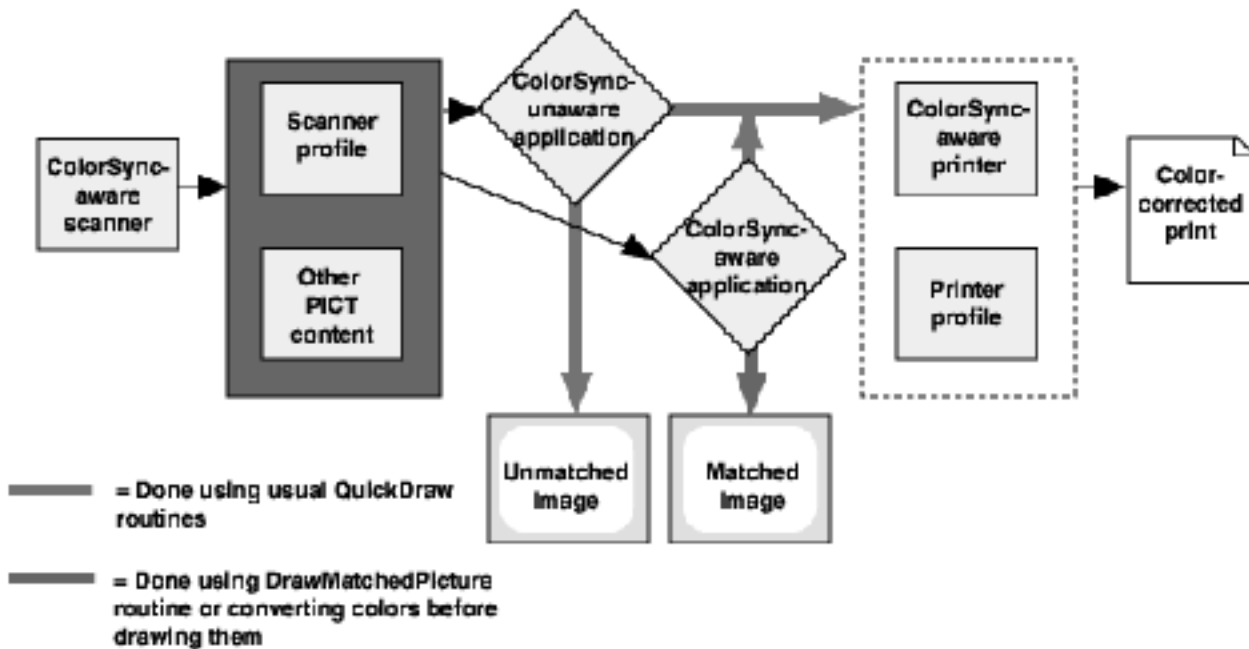 ColorSync-
aware
scanner
Scanner
profile
Other
PICT
content
ColorSync-
unaware
application
ColorSync-
aware
application
ColorSync-
aware
printer
Printer
profile
Color-
corrected
print
Unmatched
Image
Matched
Image
= Done using usual QuickDraw
routines
= Done using DrawMatchedPicture
routine or converting colors before
drawing them